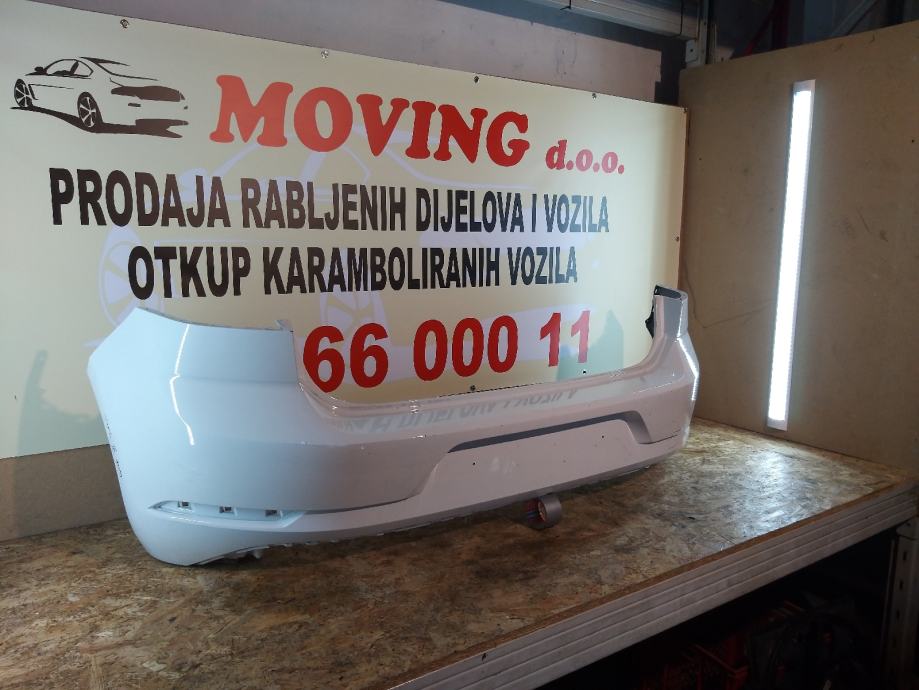 MOVING d.o.o.
PRODAJA RABLJENIH DIJELOVA I VOZILA
OTKUP KARAMBOLIRANIH VOZILA
66 000 11